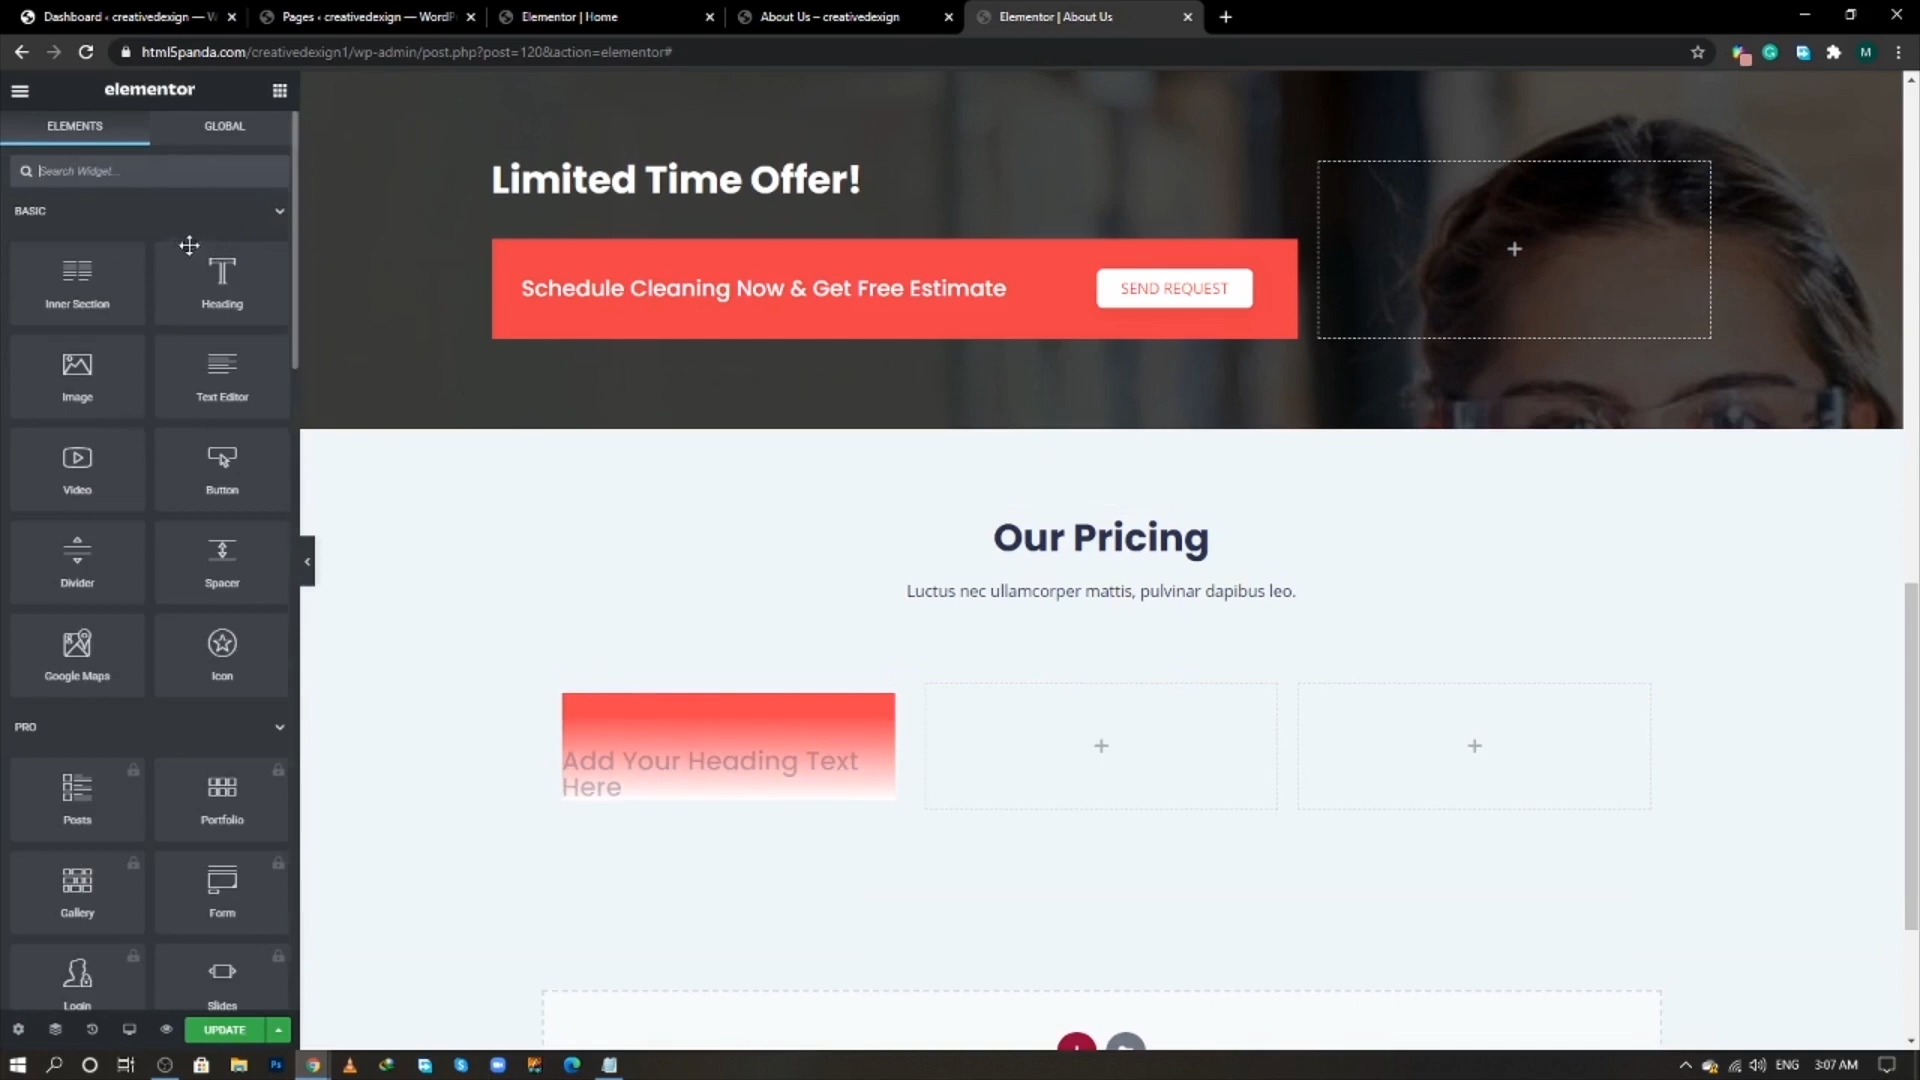 Dashboard ‹ creativedexign — W
Pages ‹ creativedexign — WordP
Elementor | Home
About Us – creativedexign
Elementor | About Us
html5panda.com/creativedexign1/wp-admin/post.php?post=120&action=elementor#
M
elementor
ELEMENTS
GLOBAL
Search Widget...
BASIC
Inner Section
Heading
Image
Text Editor
Video
Button
Divider
Spacer
Google Maps
Icon
PRO
Posts
Portfolio
Gallery
Form
Login
Slides
UPDATE
Limited Time Offer!
Schedule Cleaning Now & Get Free Estimate
SEND REQUEST
Our Pricing
Luctus nec ullamcorper mattis, pulvinar dapibus leo.
Add Your Heading Text
Here
Ps
ENG
3:07 AM